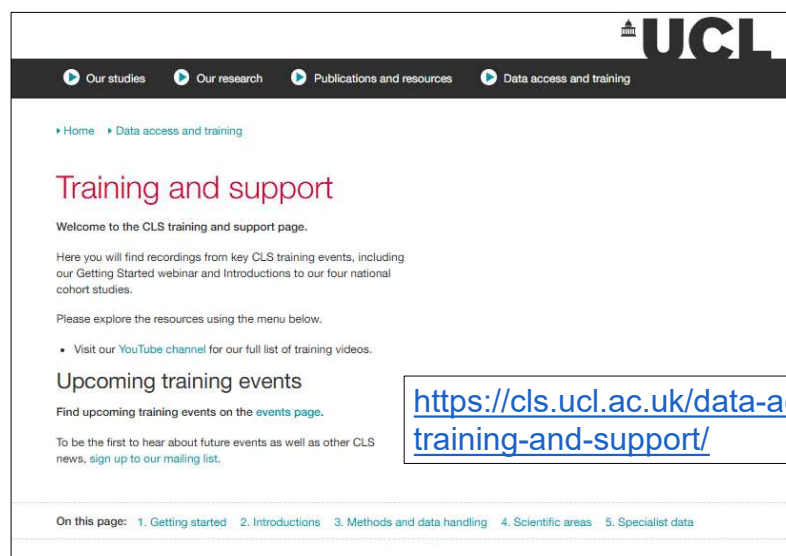 UCL
Our studies Our research Publications and resources Data access and training
Home Data access and training
Training and support
Welcome to the CLS training and support page.
Here you will find recordings from key CLS training events, including
our Getting Started webinar and Introductions to our four national
cohort studies.
Please explore the resources using the menu below.
• Visit our YouTube channel for our full list of training videos.
Upcoming training events
Find upcoming training events on the events page.
To be the first to hear about future events as well as other CLS
news, sign up to our mailing list.
https://cls.ucl.ac.uk/data-a
training-and-support/
On this page: 1. Getting started 2. Introductions 3. Methods and data handling 4. Scientific areas 5. Specialist data